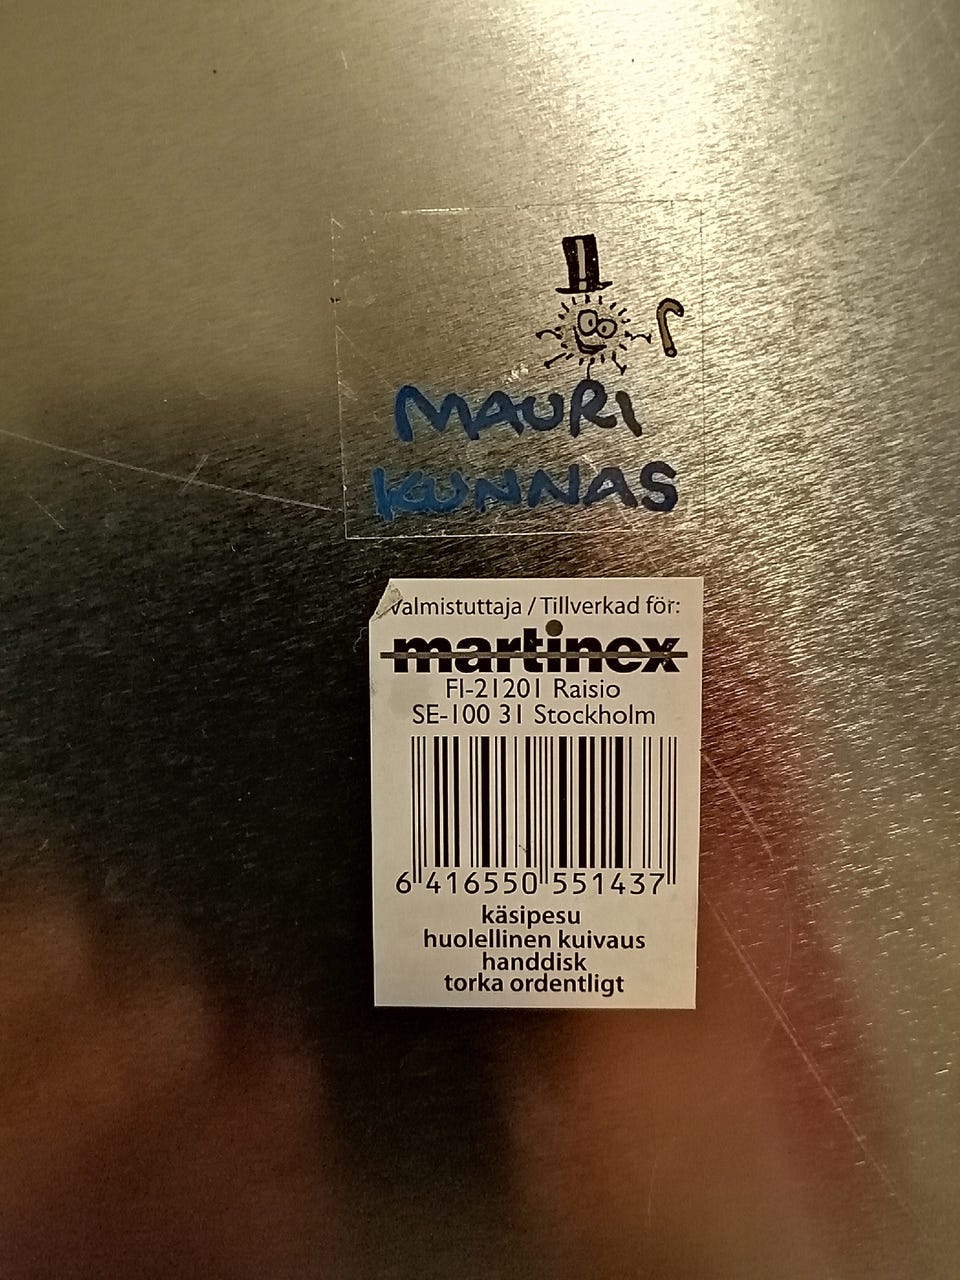 MAURI
KUNNAS
Valmistuttaja / Tillverkad för:
martinex
FI-21201 Raisio
SE-100 31 Stockholm
6 416550 551437
käsipesu
huolellinen kuivaus
handdisk
torka ordentligt